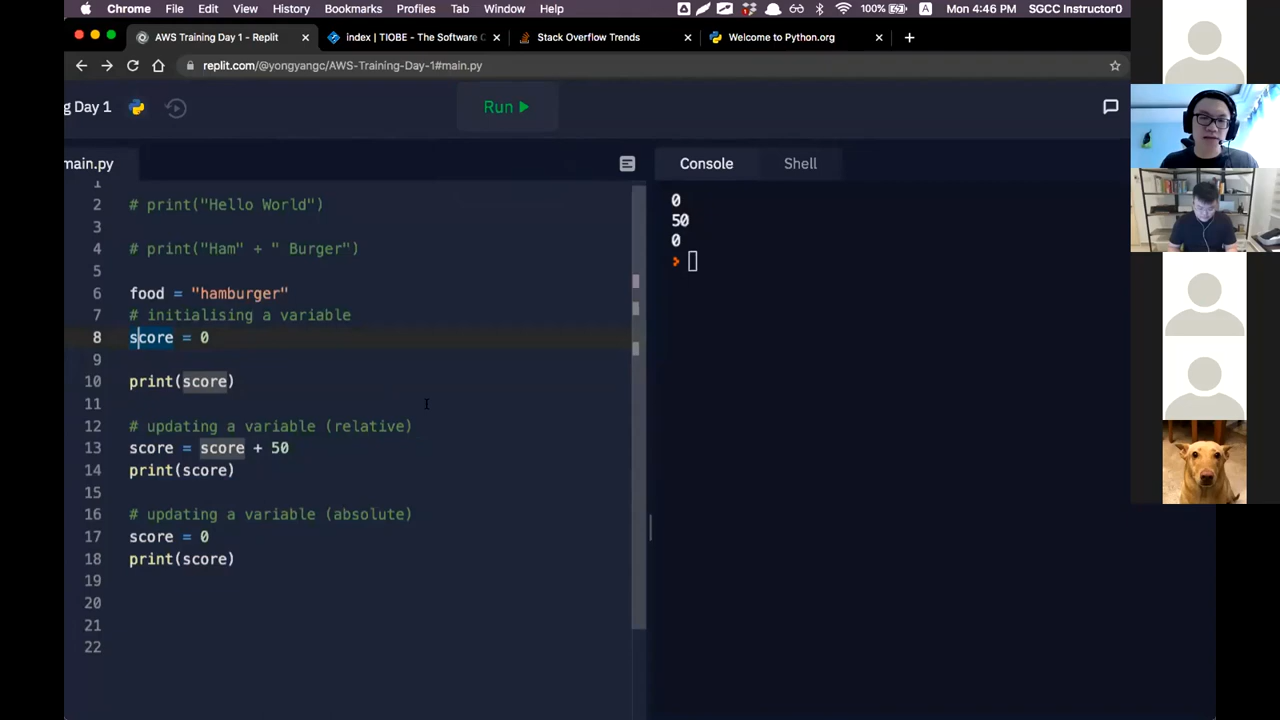 Chrome File Edit View History Bookmarks Profiles Tab Window Help 100% A Mon 4:46 PM SGCC Instructor0
AWS Training Day 1 - Replit × index | TIOBE - The Software C × Stack Overflow Trends × Welcome to Python.org × +
replit.com/@yongyangc/AWS-Training-Day-1#main.py
g Day 1 Run
main.py Console Shell
1
2 # print("Hello World")
3
4 # print("Ham" + " Burger")
5
6 food = "hamburger"
7 # initialising a variable
8 score = 0
9
10 print(score)
11
12 # updating a variable (relative)
13 score = score + 50
14 print(score)
15
16 # updating a variable (absolute)
17 score = 0
18 print(score)
19
20
21
22
0
50
0